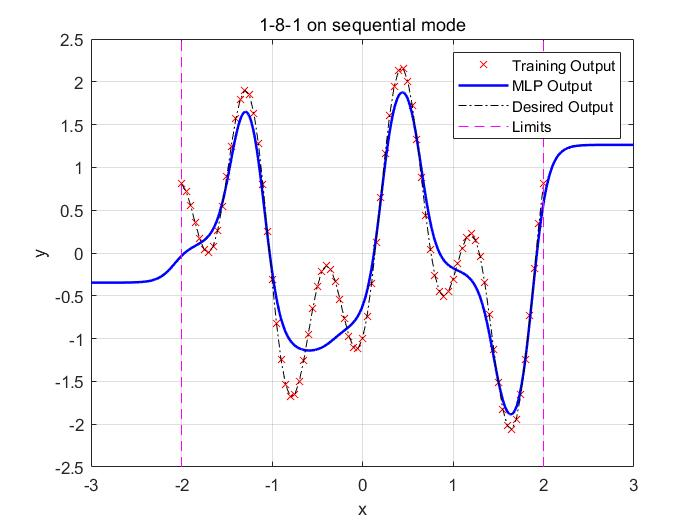 1-8-1 on sequential mode
2.5
2
1.5
1
0.5
0
-0.5
-1
-1.5
-2
-2.5
y
Training Output
MLP Output
Desired Output
Limits
-3 -2 -1 0 1 2 3
x